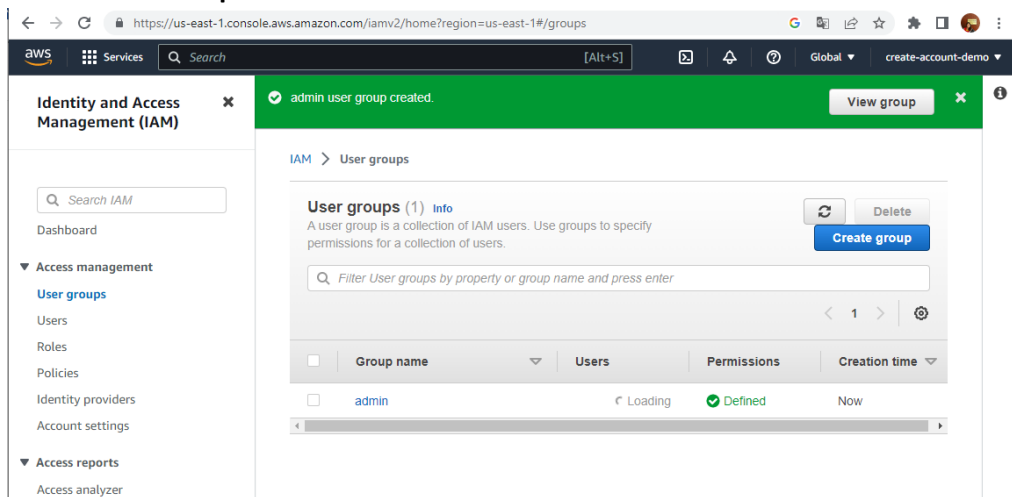 https://us-east-1.console.aws.amazon.com/iamv2/home?region=us-east-1#/groups
aws Services Search [Alt+S] Global create-account-demo
Identity and Access Management (IAM)
Search IAM
Dashboard
Access management
User groups
Users
Roles
Policies
Identity providers
Account settings
Access reports
Access analyzer
admin user group created.
View group
IAM > User groups
User groups (1) Info
A user group is a collection of IAM users. Use groups to specify
permissions for a collection of users.
Delete
Create group
Filter User groups by property or group name and press enter
1
Group name Users Permissions Creation time
admin Loading Defined Now